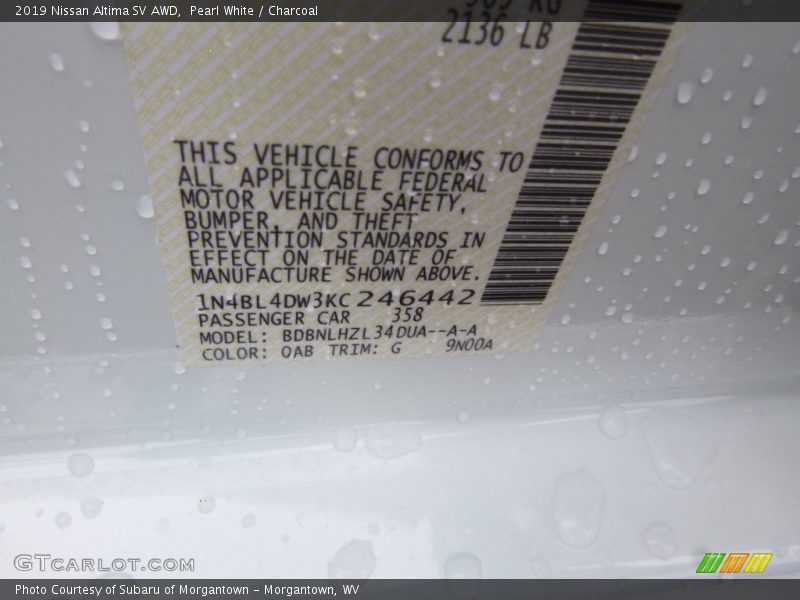 2019 Nissan Altima SV AWD,  Pearl White / Charcoal
KG
2136 LB
THIS VEHICLE CONFORMS TO
ALL APPLICABLE FEDERAL
MOTOR VEHICLE SAFETY,
BUMPER, AND THEFT
PREVENTION STANDARDS IN
EFFECT ON THE DATE OF
MANUFACTURE SHOWN ABOVE.
1N4BL4DW3KC246442
PASSENGER CAR 358
MODEL: BDBNLHZL34DUA--A-A
COLOR: QAB TRIM: G 9N00A
GTCARLOT.COM
Photo Courtesy of Subaru of Morgantown - Morgantown, WV